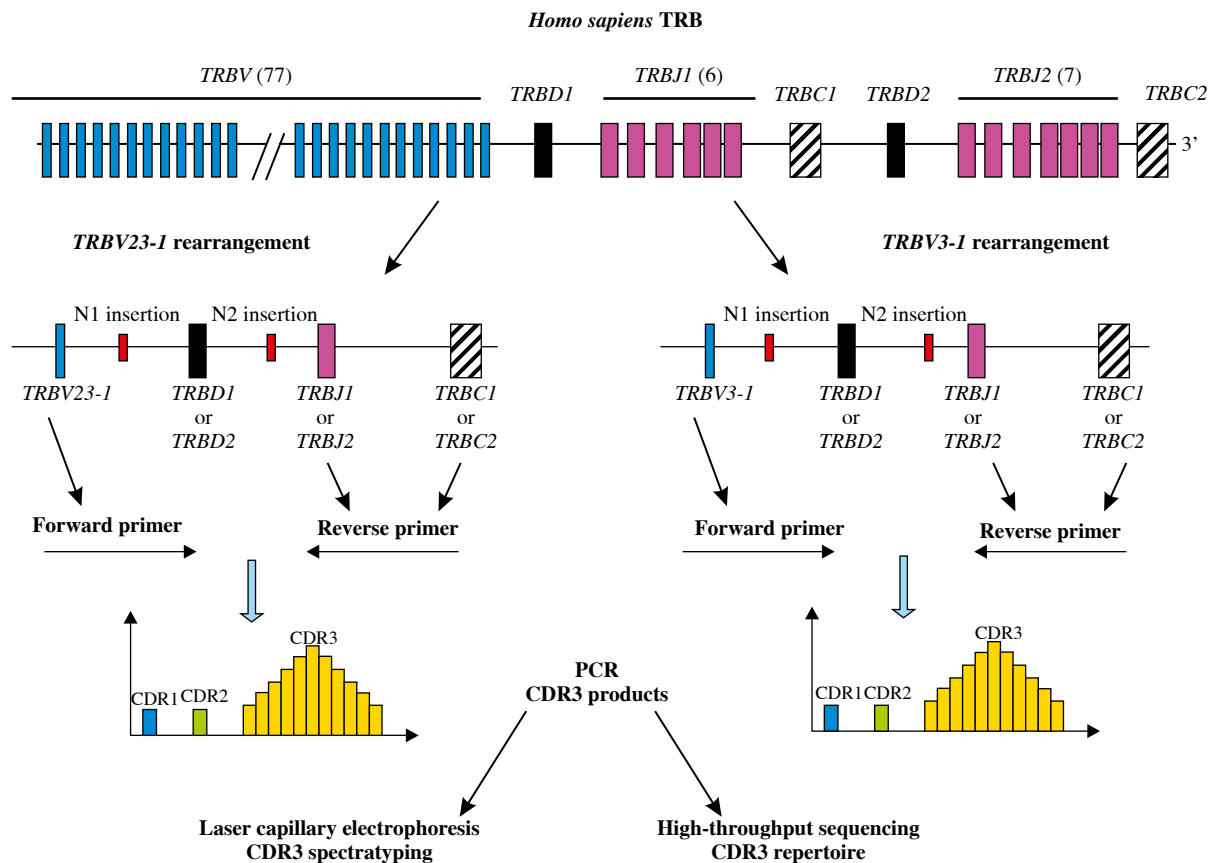 Homo sapiens TRB
TRBV (77)
TRBD1
TRBJ1 (6)
TRBC1
TRBD2
TRBJ2 (7)
TRBC2
3’
TRBV23-1 rearrangement
TRBV3-1 rearrangement
N1 insertion
N2 insertion
TRBV23-1
TRBD1
or
TRBD2
TRBJ1
or
TRBJ2
TRBC1
or
TRBC2
Forward primer
Reverse primer
CDR1
CDR2
CDR3
N1 insertion
N2 insertion
TRBV3-1
TRBD1
or
TRBD2
TRBJ1
or
TRBJ2
TRBC1
or
TRBC2
Forward primer
Reverse primer
CDR1
CDR2
CDR3
PCR
CDR3 products
Laser capillary electrophoresis
CDR3 spectratyping
High-throughput sequencing
CDR3 repertoire